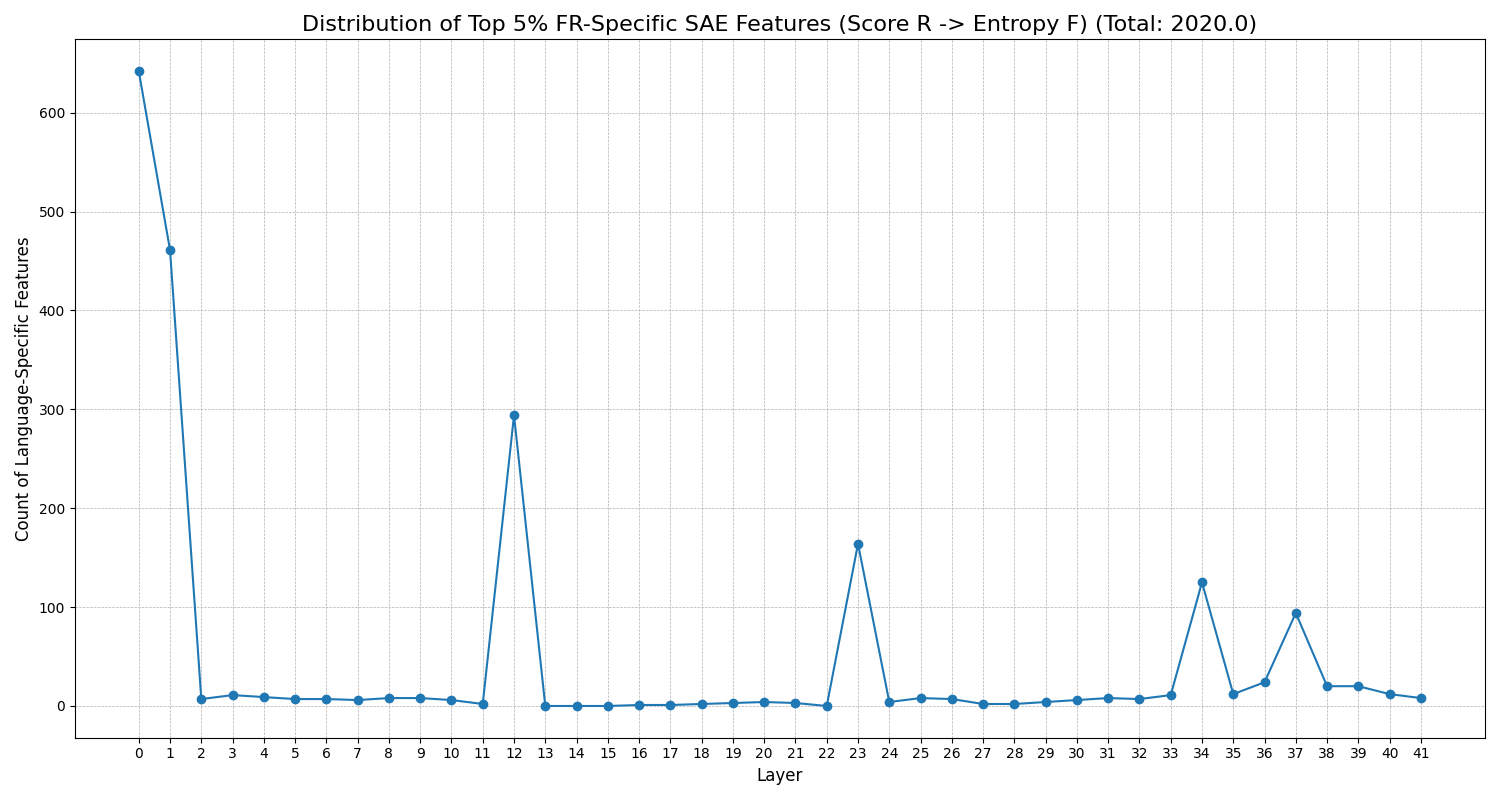 Distribution of Top 5% FR-Specific SAE Features (Score R -> Entropy F) (Total: 2020.0)
Count of Language-Specific Features
600
500
400
300
200
100
0
0 1 2 3 4 5 6 7 8 9 10 11 12 13 14 15 16 17 18 19 20 21 22 23 24 25 26 27 28 29 30 31 32 33 34 35 36 37 38 39 40 41
Layer